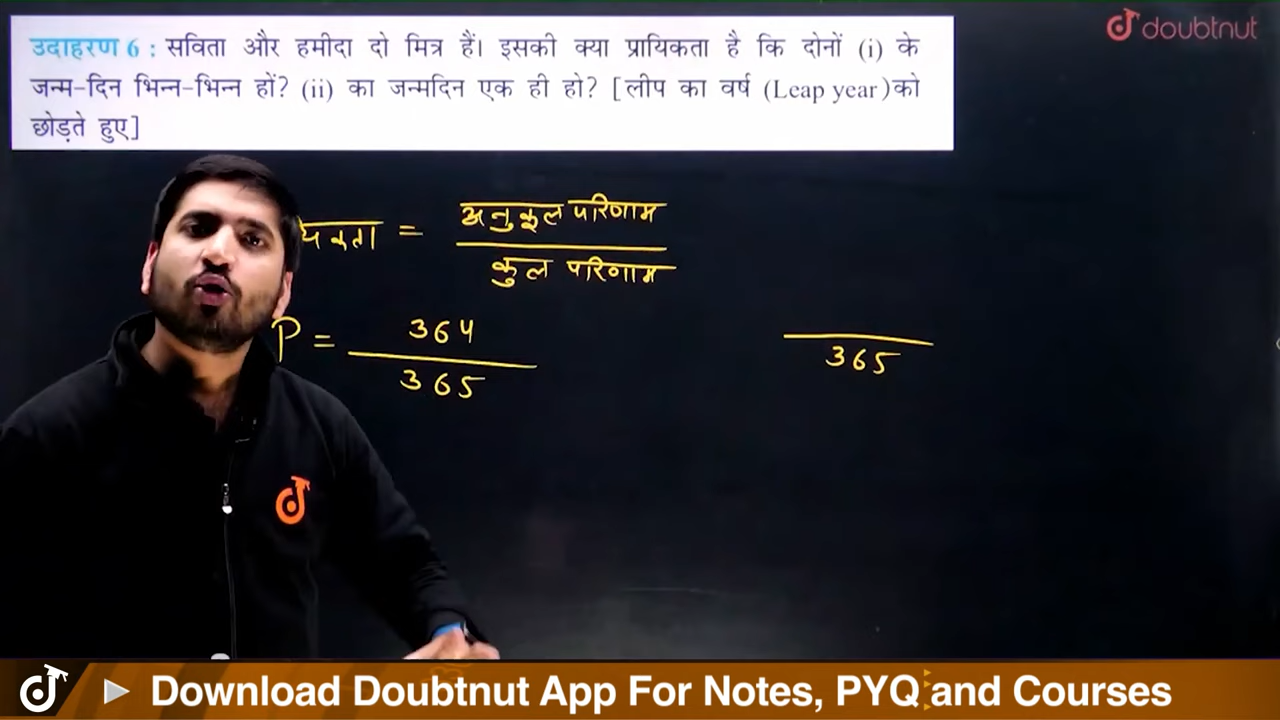 उदाहरण 6 : सविता और हमीदा दो मित्र हैं। इसकी क्या प्रायिकता है कि दोनों (i) के
जन्म-दिन भिन्न-भिन्न हों? (ii) का जन्मदिन एक ही हो? [लीप का वर्ष (Leap year)को
छोड़ते हुए]
doubtnut
यिकता = अनुकूल परिणाम
कुल परिणाम
P = 364
365
365
Download Doubtnut App For Notes, PYQ and Courses